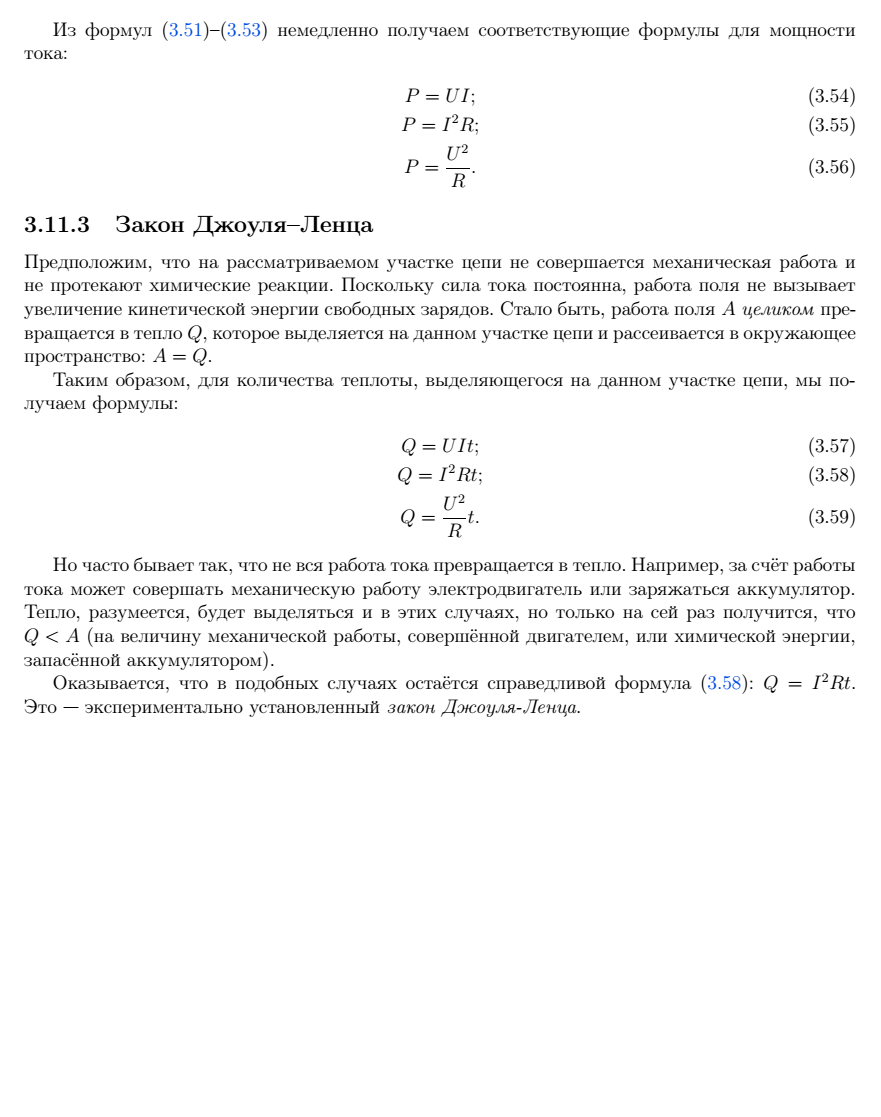 Из формул (3.51)–(3.53) немедленно получаем соответствующие формулы для мощности
тока:
P = UI; (3.54)
P = I²R; (3.55)
P = U²/R. (3.56)
3.11.3 Закон Джоуля–Ленца
Предположим, что на рассматриваемом участке цепи не совершается механическая работа и
не протекают химические реакции. Поскольку сила тока постоянна, работа поля не вызывает
увеличение кинетической энергии свободных зарядов. Стало быть, работа поля A целиком пре-
вращается в тепло Q, которое выделяется на данном участке цепи и рассеивается в окружающее
пространство: A = Q.
Таким образом, для количества теплоты, выделяющегося на данном участке цепи, мы по-
лучаем формулы:
Q = UIt; (3.57)
Q = I²Rt; (3.58)
Q = U²/R t. (3.59)
Но часто бывает так, что не вся работа тока превращается в тепло. Например, за счёт работы
тока может совершать механическую работу электродвигатель или заряжаться аккумулятор.
Тепло, разумеется, будет выделяться и в этих случаях, но только на сей раз получится, что
Q < A (на величину механической работы, совершённой двигателем, или химической энергии,
запасённой аккумулятором).
Оказывается, что в подобных случаях остаётся справедливой формула (3.58): Q = I²Rt.
Это — экспериментально установленный закон Джоуля-Ленца.